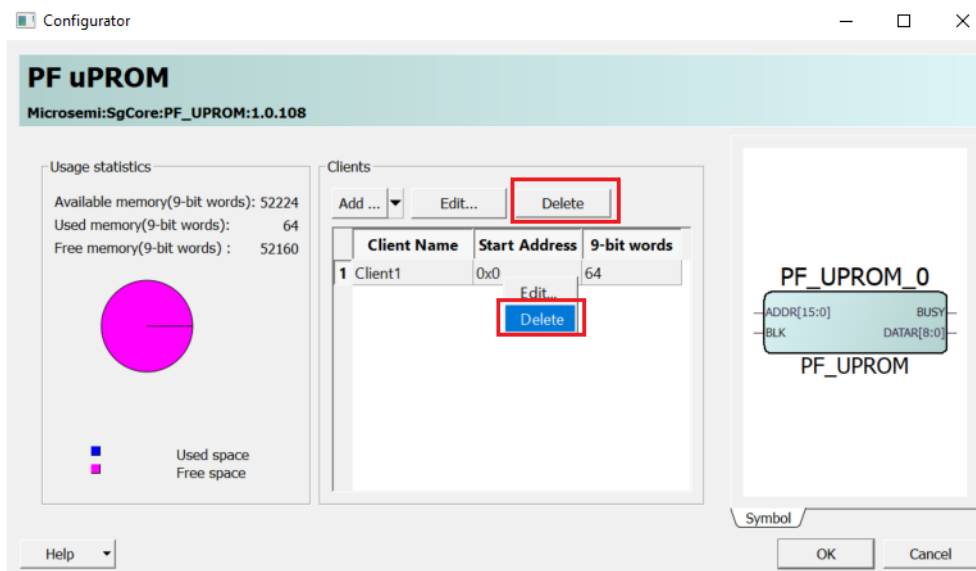 Configurator
PF uPROM
Microsemi:SgCore:PF_UPROM:1.0.108
Usage statistics
Available memory(9-bit words): 52224
Used memory(9-bit words): 64
Free memory(9-bit words) : 52160
Used space
Free space
Clients
Add ... Edit... Delete
Client Name Start Address 9-bit words
1 Client1 0x0 64
Edit...
Delete
PF_UPROM_0
ADDR[15:0] BUSY
BLK DATAR[8:0]
PF_UPROM
Symbol
Help OK Cancel